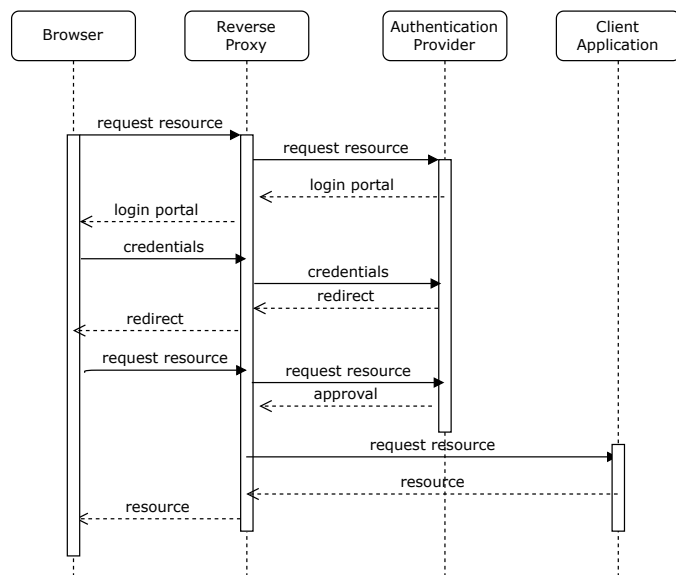 Browser
Reverse
Proxy
Authentication
Provider
Client
Application
request resource
request resource
login portal
login portal
credentials
credentials
redirect
redirect
request resource
request resource
approval
request resource
resource
resource